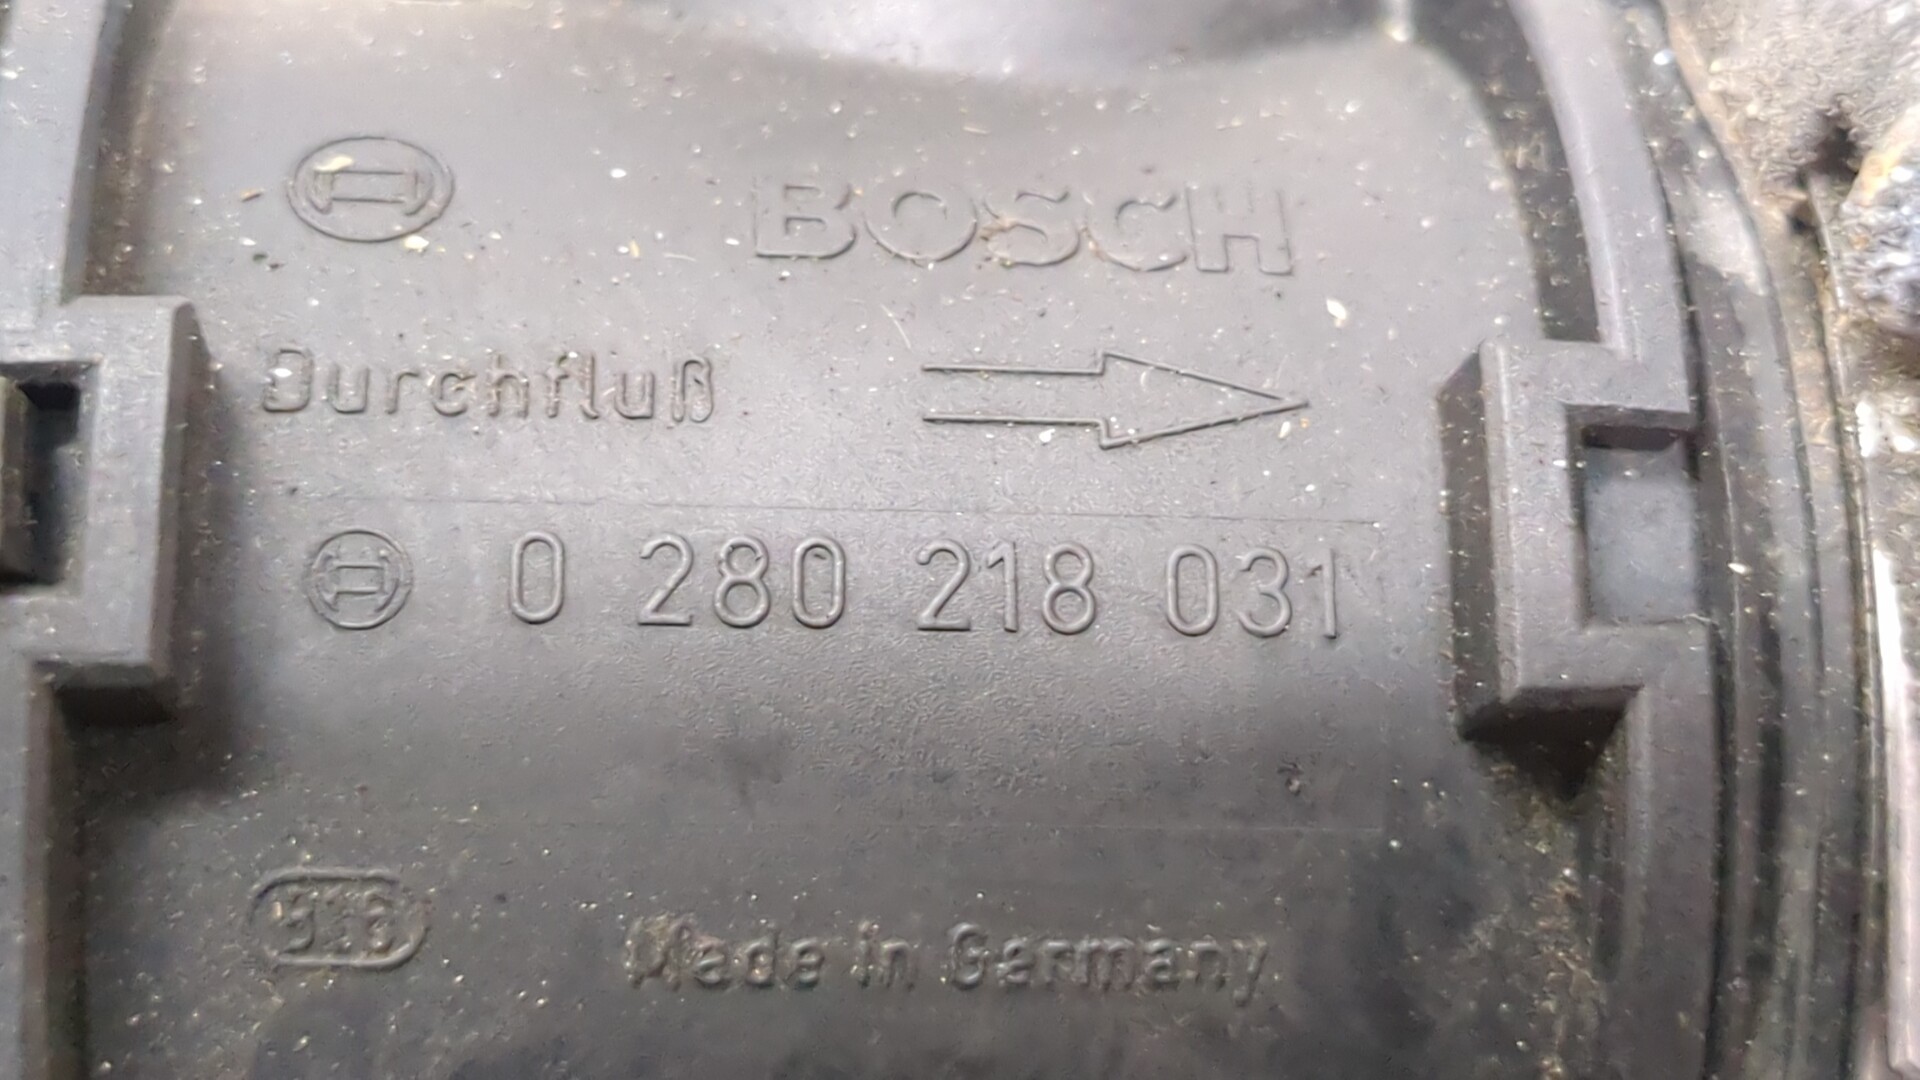 BOSCH
Durchfluß
0 280 218 031
Made in Germany